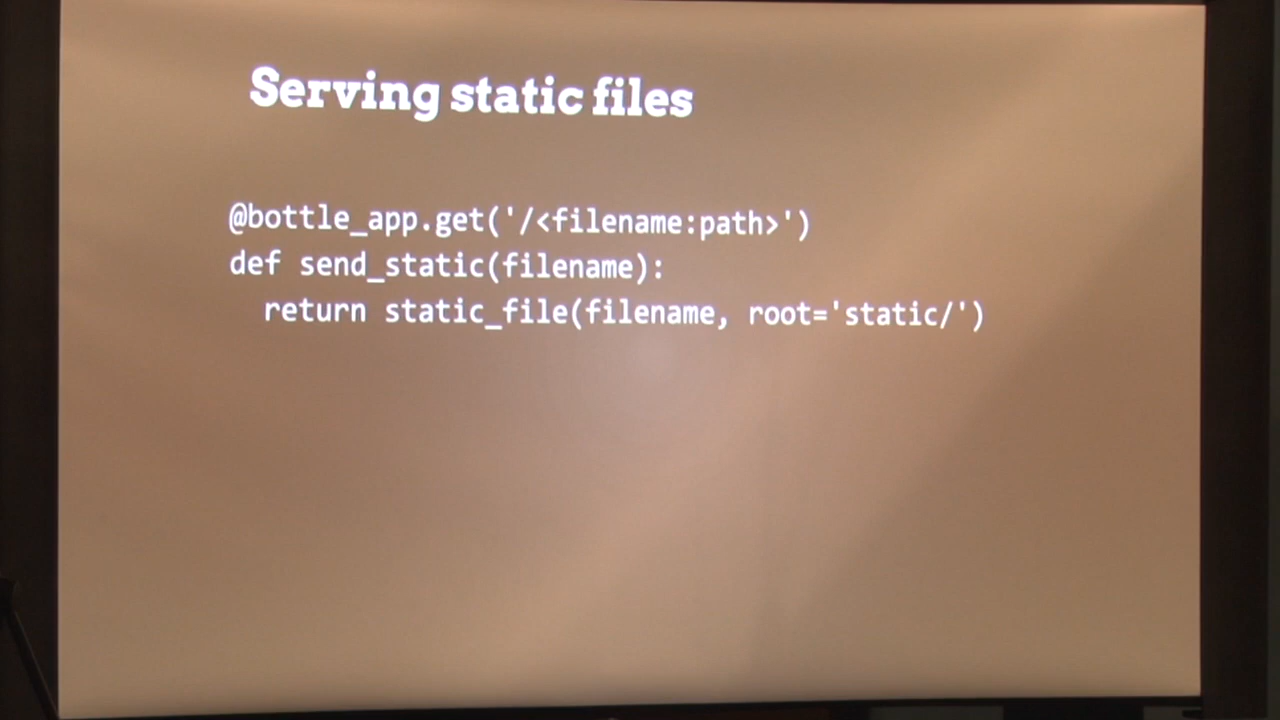 Serving static files
@bottle_app.get('/<filename:path>')
def send_static(filename):
  return static_file(filename, root='static/')